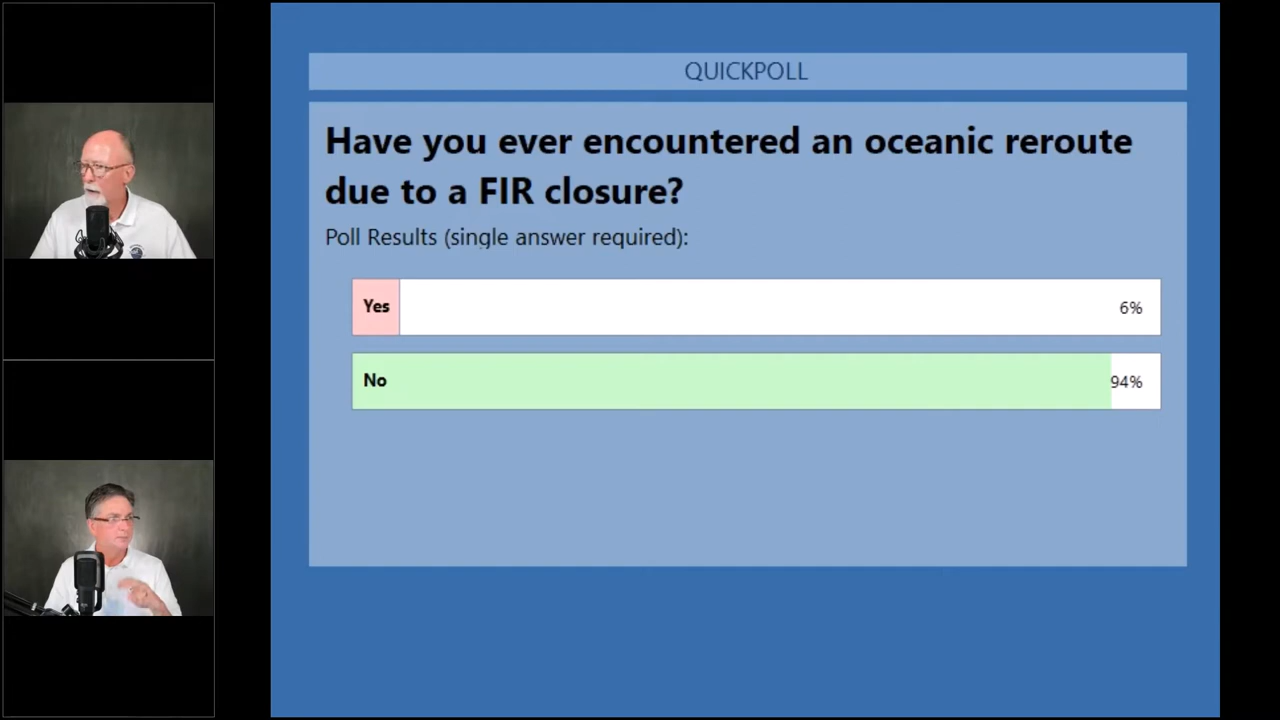 QUICKPOLL
Have you ever encountered an oceanic reroute
due to a FIR closure?
Poll Results (single answer required):
Yes 6%
No 94%